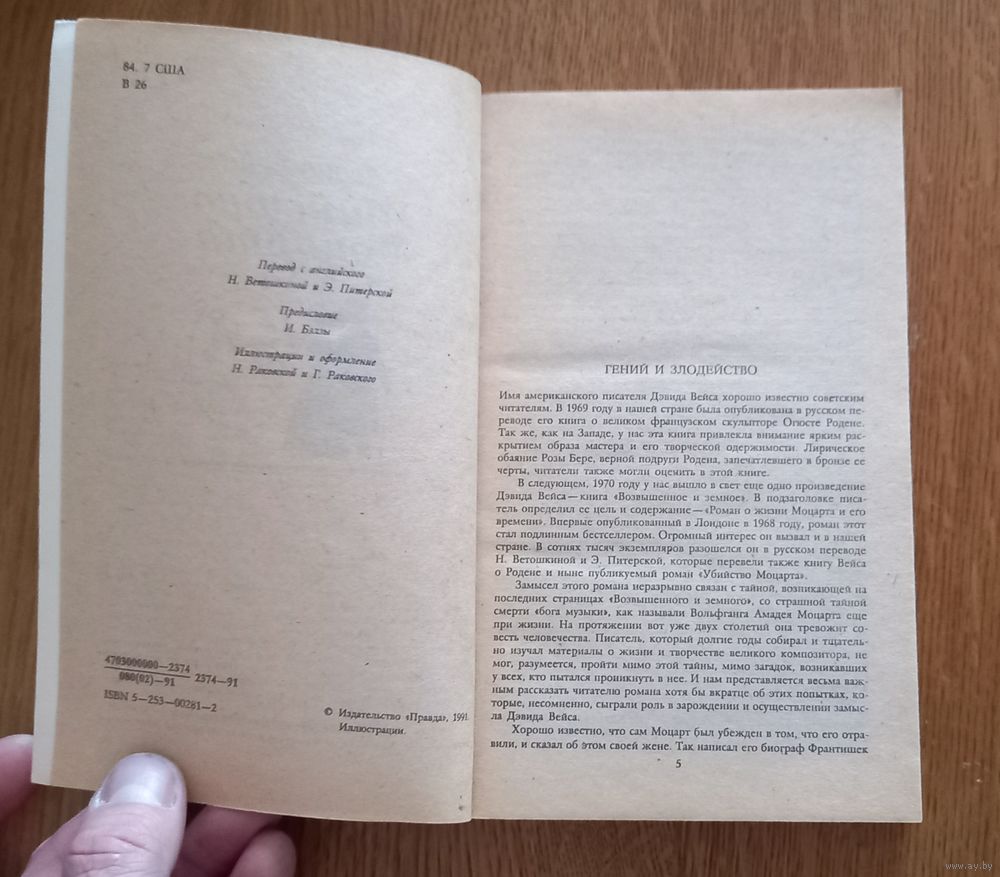 84. 7 США
В 26
Перевод с английского
Н. Ветошкиной и Э. Питерской
Предисловие
И. Бэлзы
Иллюстрации и оформление
Н. Раковской и Г. Раковского
4703000000—2374
080(02)—91
2374—91
ISBN 5—253—00281—2
© Издательство «Правда», 1991.
Иллюстрации.
ГЕНИЙ И ЗЛОДЕЙСТВО
Имя американского писателя Дэвида Вейса хорошо известно советским
читателям. В 1969 году в нашей стране была опубликована в русском пе-
реводе его книга о великом французском скульпторе Огюсте Родене.
Так же, как на Западе, у нас эта книга привлекла внимание ярким рас-
крытием образа мастера и его творческой одержимости. Лирическое
обаяние Розы Бере, верной подруги Родена, запечатлевшего в бронзе ее
черты, читатели также могли оценить в этой книге.
В следующем, 1970 году у нас вышло в свет еще одно произведение
Дэвида Вейса — книга «Возвышенное и земное». В подзаголовке писа-
тель определил ее цель и содержание — «Роман о жизни Моцарта и его
времени». Впервые опубликованный в Лондоне в 1968 году, роман этот
стал подлинным бестселлером. Огромный интерес он вызвал и в нашей
стране. В сотнях тысяч экземпляров разошелся он в русском переводе
Н. Ветошкиной и Э. Питерской, которые перевели также книгу Вейса
о Родене и ныне публикуемый роман «Убийство Моцарта».
Замысел этого романа неразрывно связан с тайной, возникающей на
последних страницах «Возвышенного и земного», со страшной тайной
смерти «бога музыки», как называли Вольфганга Амадея Моцарта еще
при жизни. На протяжении вот уже двух столетий она тревожит со-
весть человечества. Писатель, который долгие годы собирал и тщатель-
но изучал материалы о жизни и творчестве великого композитора, не
мог, разумеется, пройти мимо этой тайны, мимо загадок, возникавших
у всех, кто пытался проникнуть в нее. И нам представляется весьма важ-
ным рассказать читателю романа хотя бы вкратце об этих попытках, ко-
торые, несомненно, сыграли роль в зарождении и осуществлении замыс-
ла Дэвида Вейса.
Хорошо известно, что сам Моцарт был убежден в том, что его отра-
вили, и сказал об этом своей жене. Так написал его биограф Франтишек
5
www.ay.by